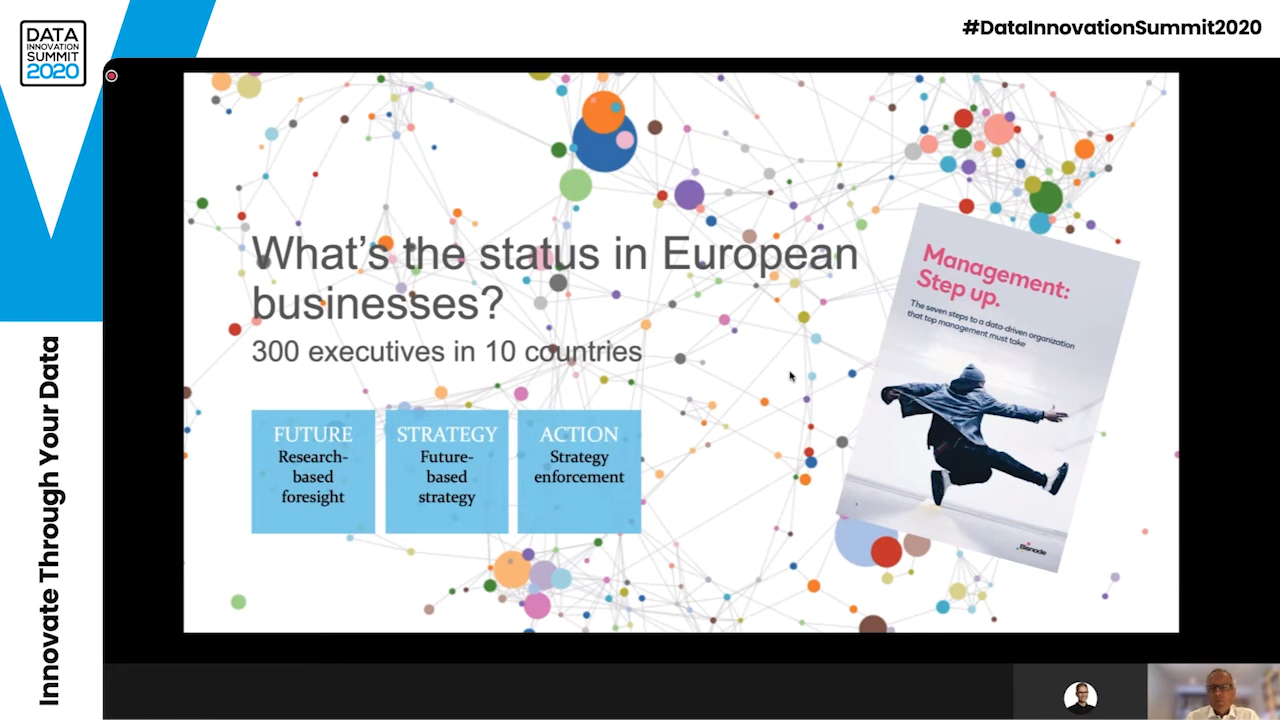 DATA
INNOVATION
SUMMIT
2020
#DataInnovationSummit2020
Innovate Through Your Data
What's the status in European
businesses?
300 executives in 10 countries
FUTURE
Research-
based
foresight
STRATEGY
Future-
based
strategy
ACTION
Strategy
enforcement
Management:
Step up.
The seven steps to a data-driven organization
that top management must take
Bisnode